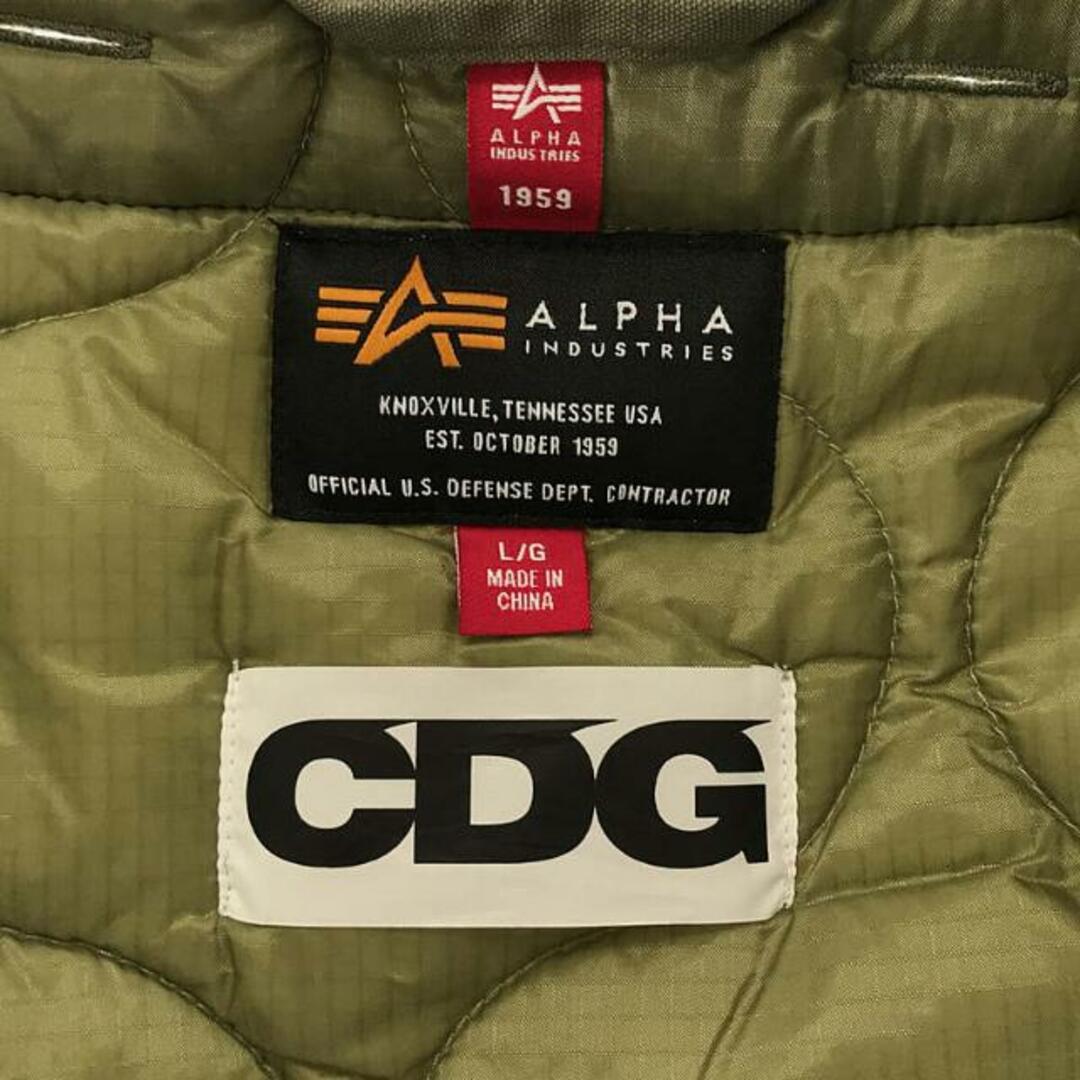 ALPHA
INDUSTRIES
1959
ALPHA
INDUSTRIES
KNOXVILLE, TENNESSEE USA
EST. OCTOBER 1959
OFFICIAL U.S. DEFENSE DEPT. CONTRACTOR
L/G
MADE IN
CHINA
CDG